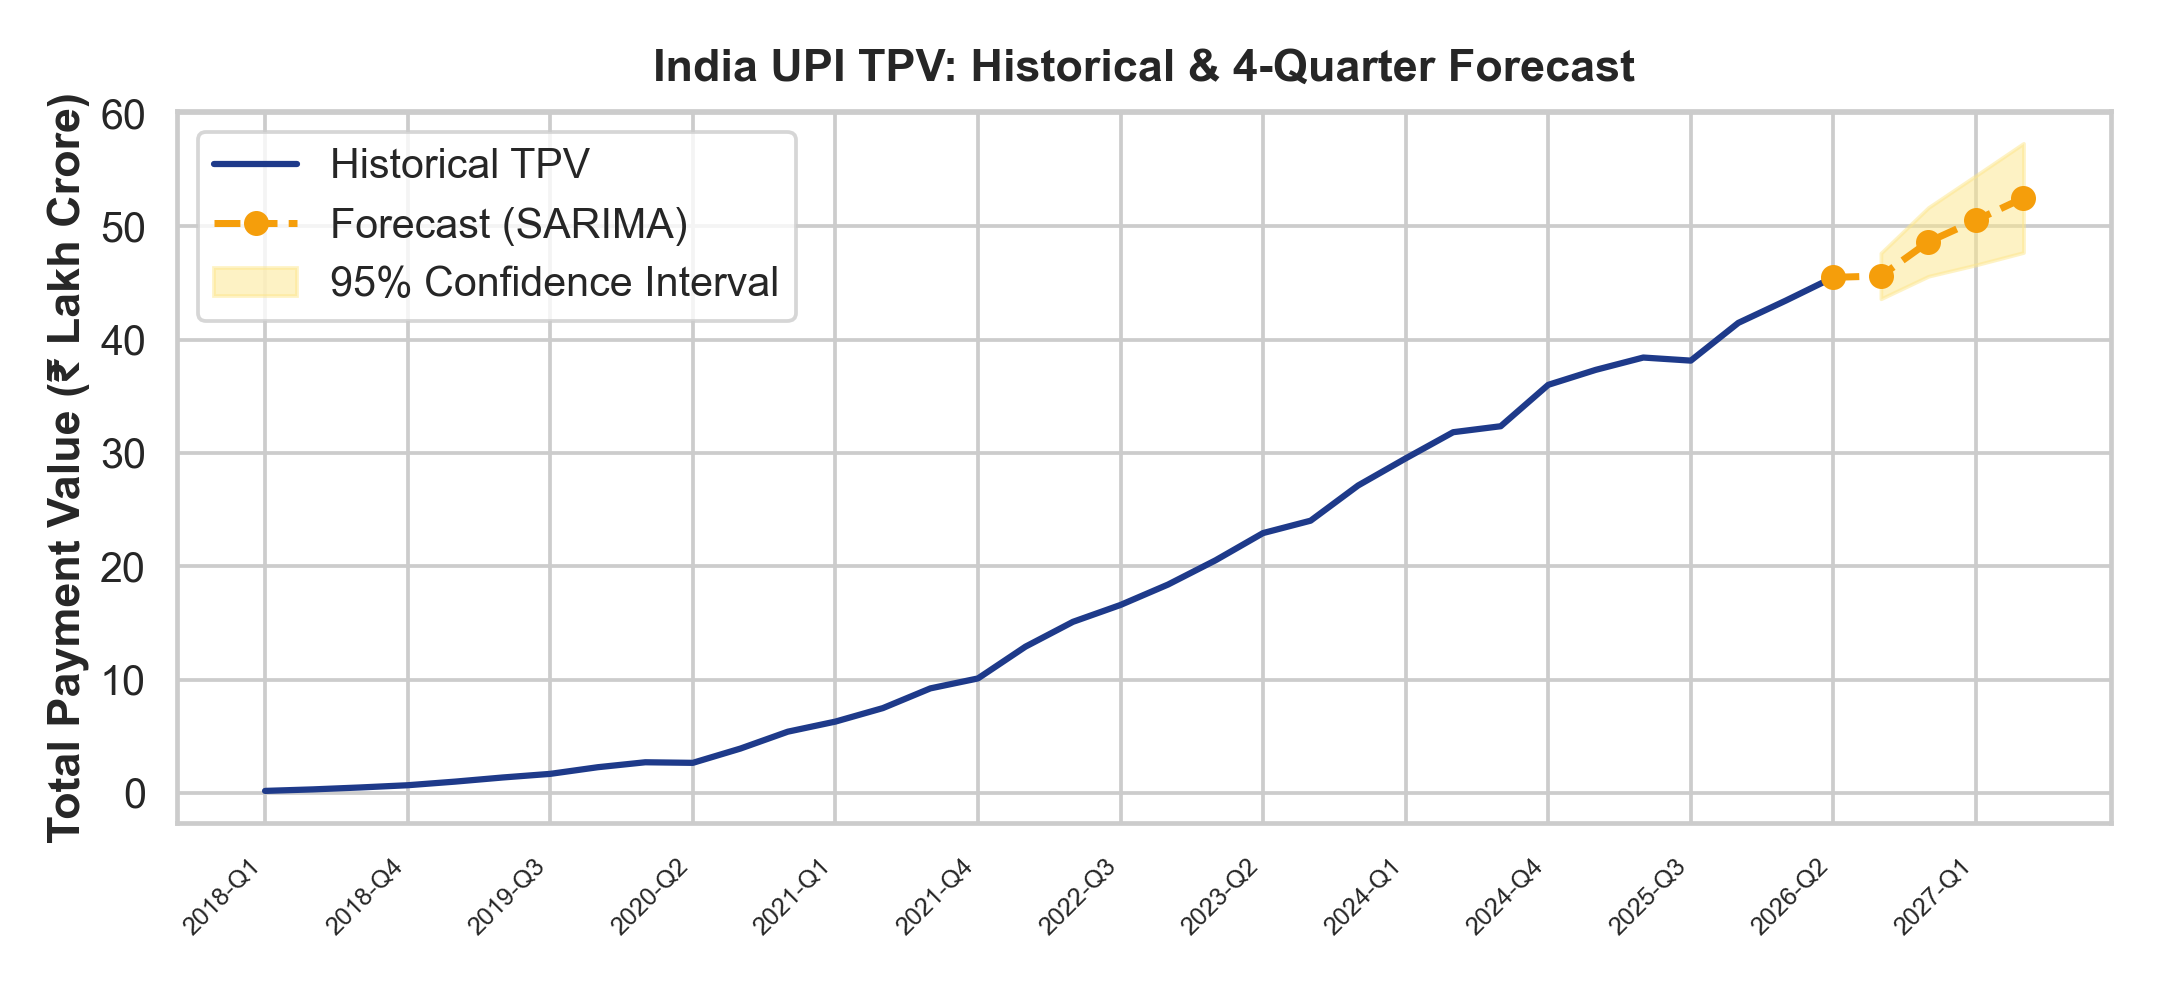 India UPI TPV: Historical & 4-Quarter Forecast
Total Payment Value (₹ Lakh Crore)
60
50
40
30
20
10
0
Historical TPV
Forecast (SARIMA)
95% Confidence Interval
2018-Q1
2018-Q4
2019-Q3
2020-Q2
2021-Q1
2021-Q4
2022-Q3
2023-Q2
2024-Q1
2024-Q4
2025-Q3
2026-Q2
2027-Q1